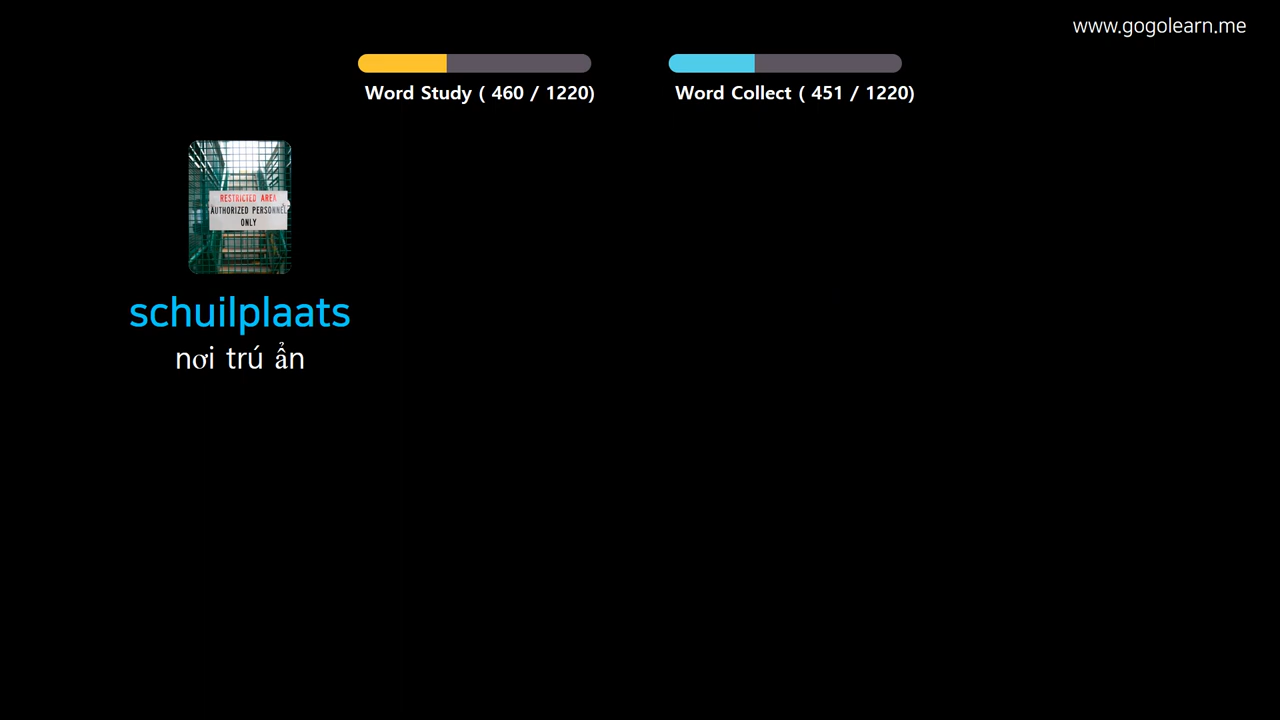 www.gogolearn.me
Word Study ( 460 / 1220)
Word Collect ( 451 / 1220)
RESTRICTED AREA
AUTHORIZED PERSONNEL
ONLY
schuilplaats
nơi trú ẩn